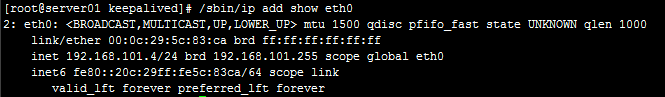 [root@server01 keepalived]# /sbin/ip add show eth0
2: eth0: <BROADCAST,MULTICAST,UP,LOWER_UP> mtu 1500 qdisc pfifo_fast state UNKNOWN qlen 1000
    link/ether 00:0c:29:5c:83:ca brd ff:ff:ff:ff:ff:ff
    inet 192.168.101.4/24 brd 192.168.101.255 scope global eth0
    inet6 fe80::20c:29ff:fe5c:83ca/64 scope link
       valid_lft forever preferred_lft forever